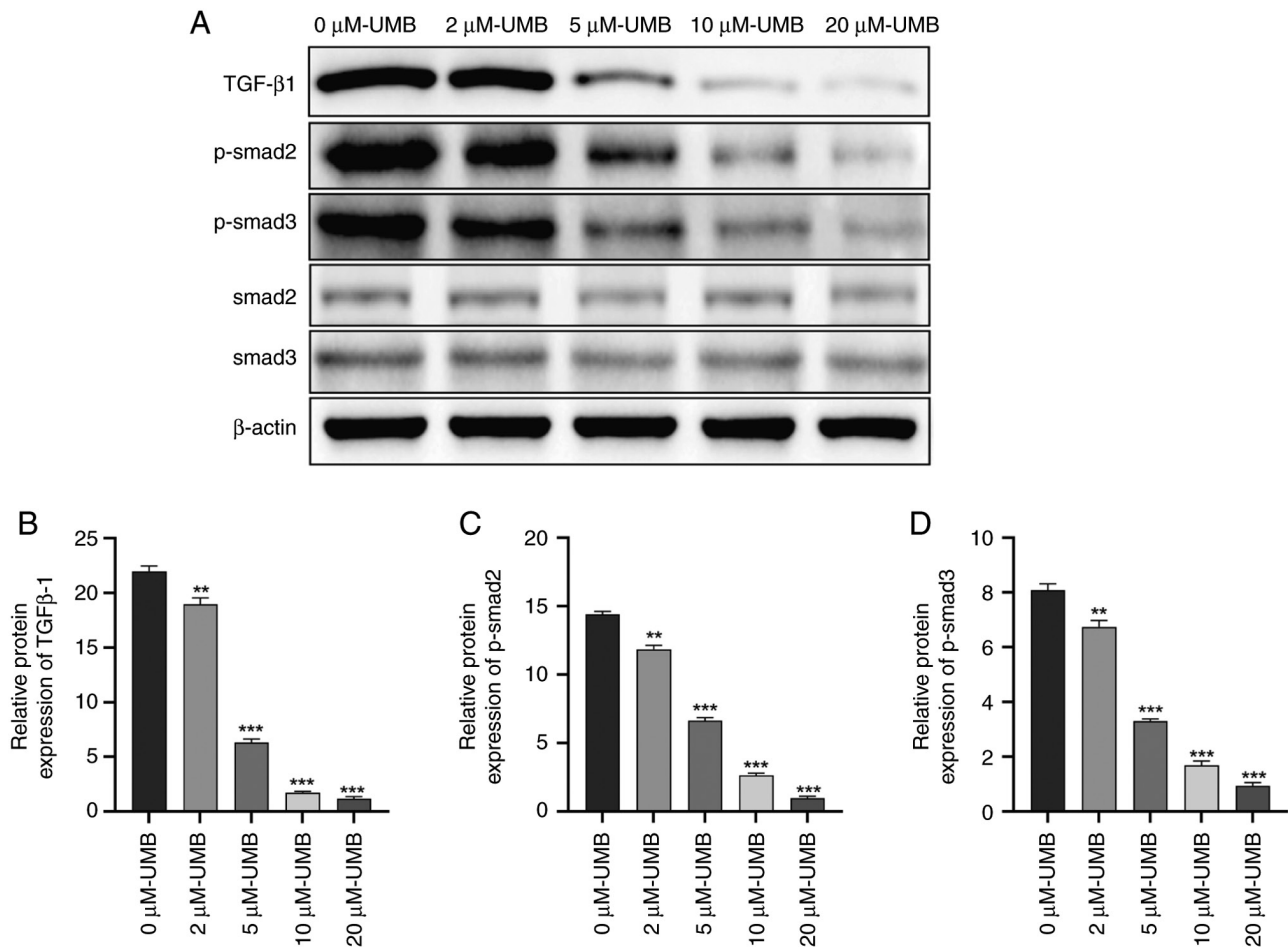 A
0 μM-UMB 2 μM-UMB 5 μM-UMB 10 μM-UMB 20 μM-UMB
TGF-β1
p-smad2
p-smad3
smad2
smad3
β-actin
B
Relative protein
expression of TGFβ-1
25
20
15
10
5
0
**
***
***
***
0 μM-UMB
2 μM-UMB
5 μM-UMB
10 μM-UMB
20 μM-UMB
C
Relative protein
expression of p-smad2
20
15
10
5
0
**
***
***
***
0 μM-UMB
2 μM-UMB
5 μM-UMB
10 μM-UMB
20 μM-UMB
D
Relative protein
expression of p-smad3
10
8
6
4
2
0
**
***
***
***
0 μM-UMB
2 μM-UMB
5 μM-UMB
10 μM-UMB
20 μM-UMB